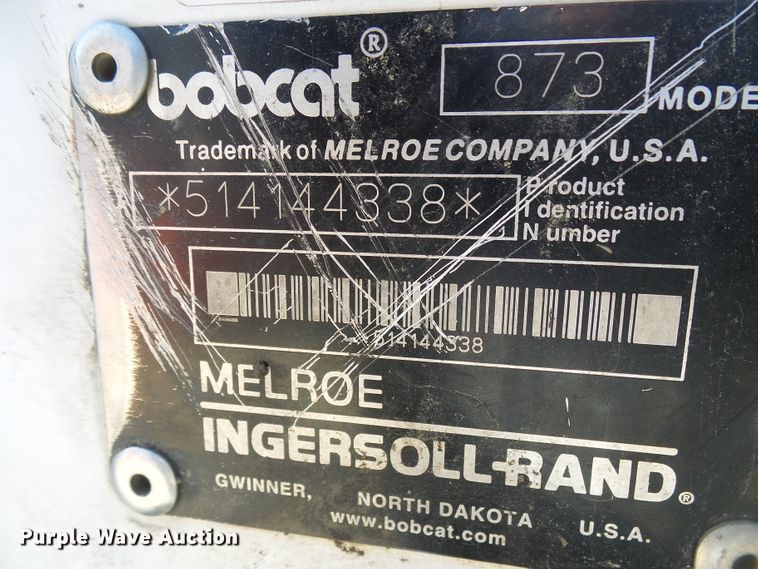 bobcat® 873 MODE
Trademark of MELROE COMPANY, U.S.A.
*514144338* Product
Identification
Number
514144338
MELROE
INGERSOLL-RAND®
GWINNER, NORTH DAKOTA U.S.A.
www.bobcat.com
Purple Wave Auction